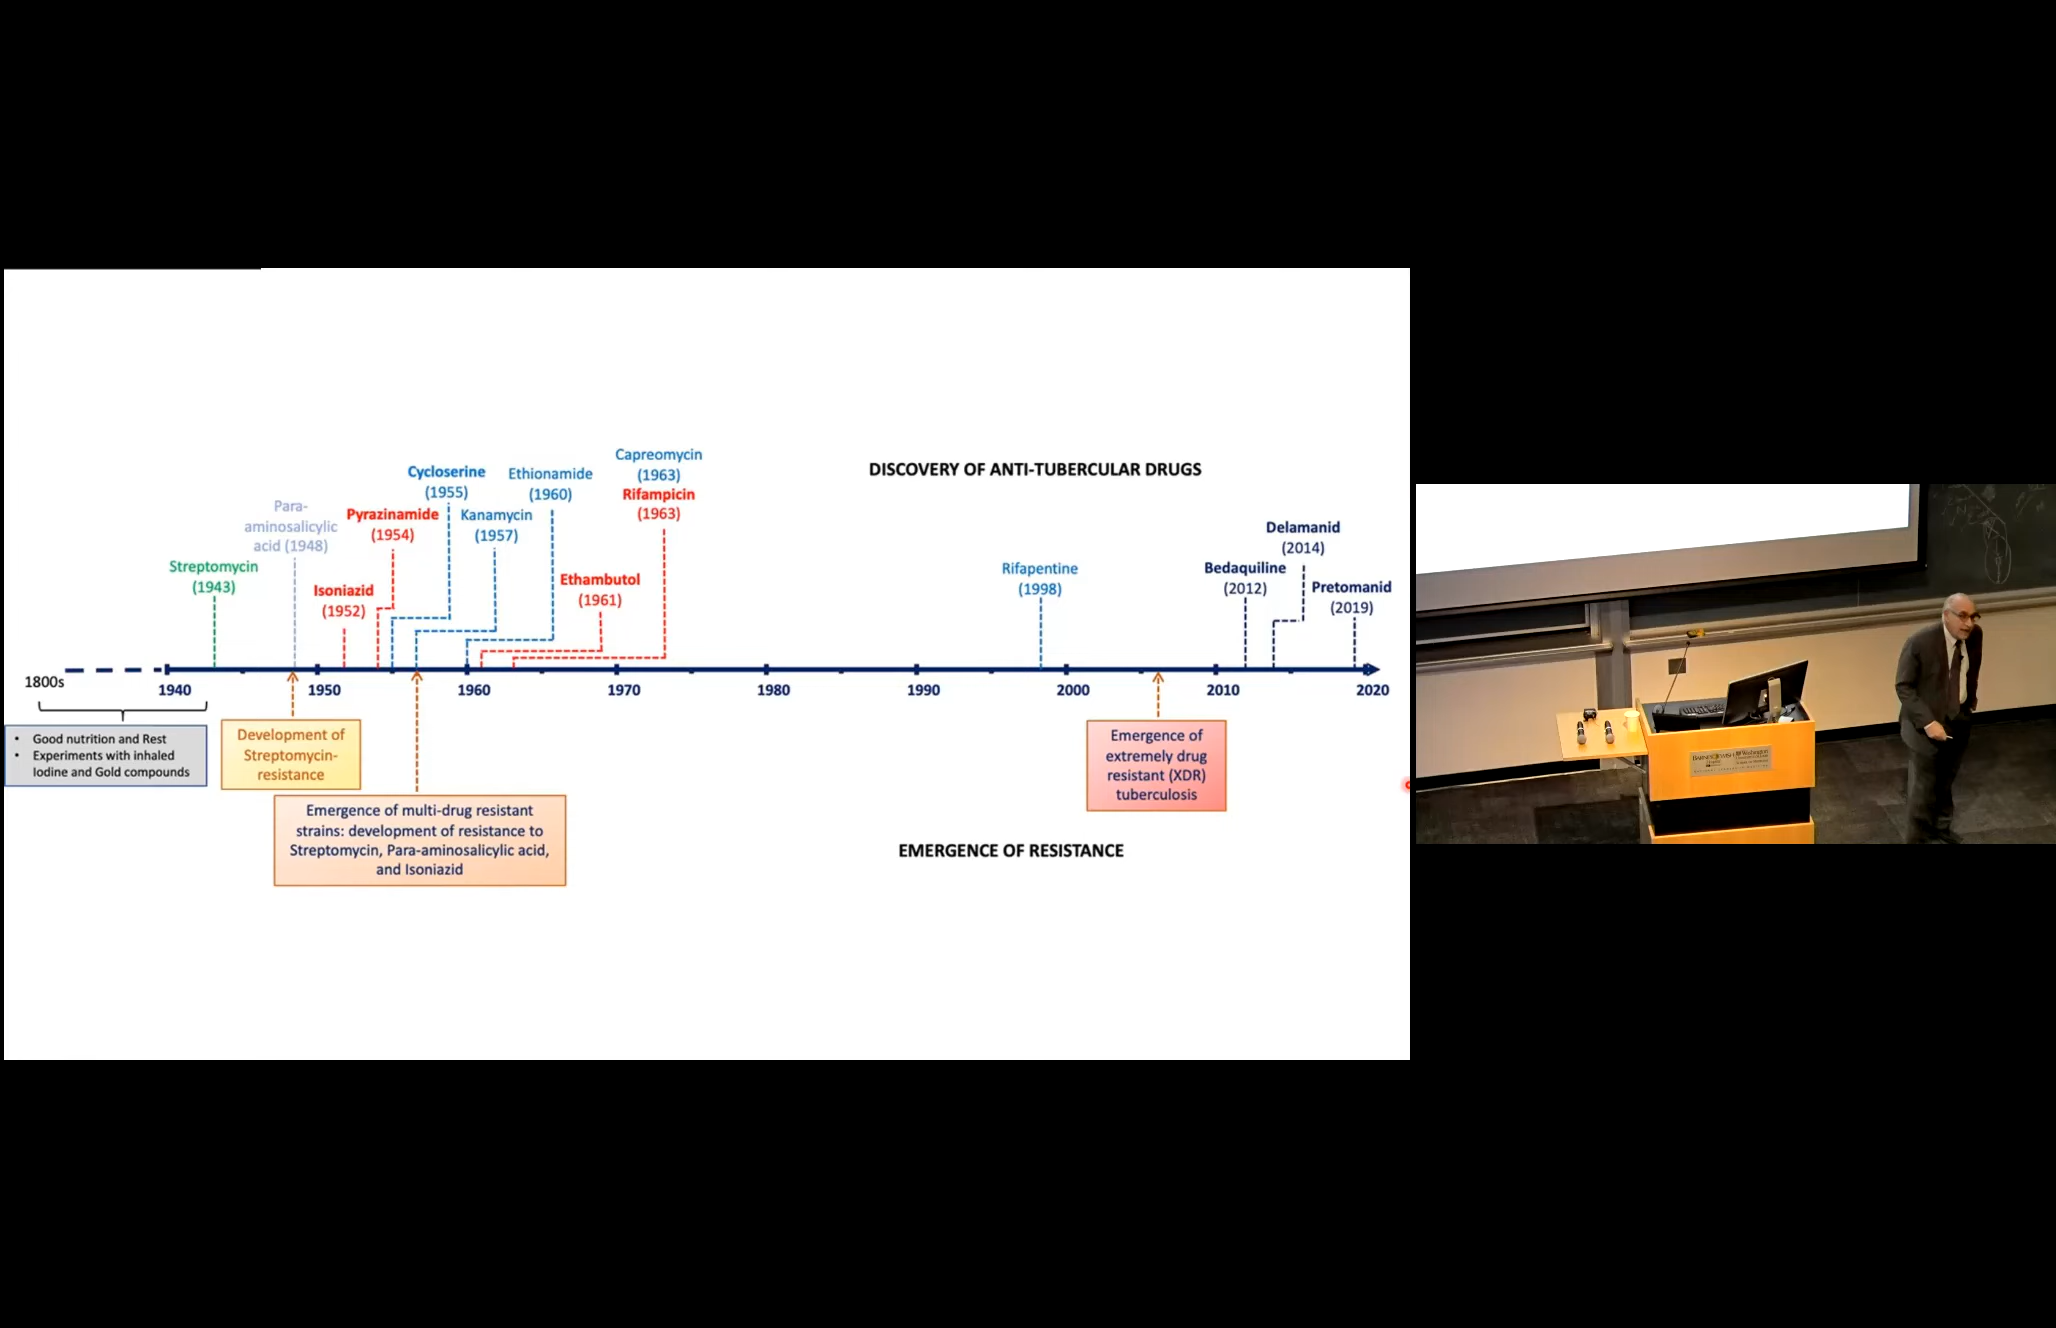 DISCOVERY OF ANTI-TUBERCULAR DRUGS
Streptomycin
(1943)
Para-
aminosalicylic
acid (1948)
Isoniazid
(1952)
Pyrazinamide
(1954)
Cycloserine
(1955)
Kanamycin
(1957)
Ethionamide
(1960)
Ethambutol
(1961)
Capreomycin
(1963)
Rifampicin
(1963)
Rifapentine
(1998)
Bedaquiline
(2012)
Delamanid
(2014)
Pretomanid
(2019)
1800s
1940
1950
1960
1970
1980
1990
2000
2010
2020
• Good nutrition and Rest
• Experiments with inhaled
Iodine and Gold compounds
Development of
Streptomycin-
resistance
Emergence of multi-drug resistant
strains: development of resistance to
Streptomycin, Para-aminosalicylic acid,
and Isoniazid
Emergence of
extremely drug
resistant (XDR)
tuberculosis
EMERGENCE OF RESISTANCE
BARNES JEWISH
Washington